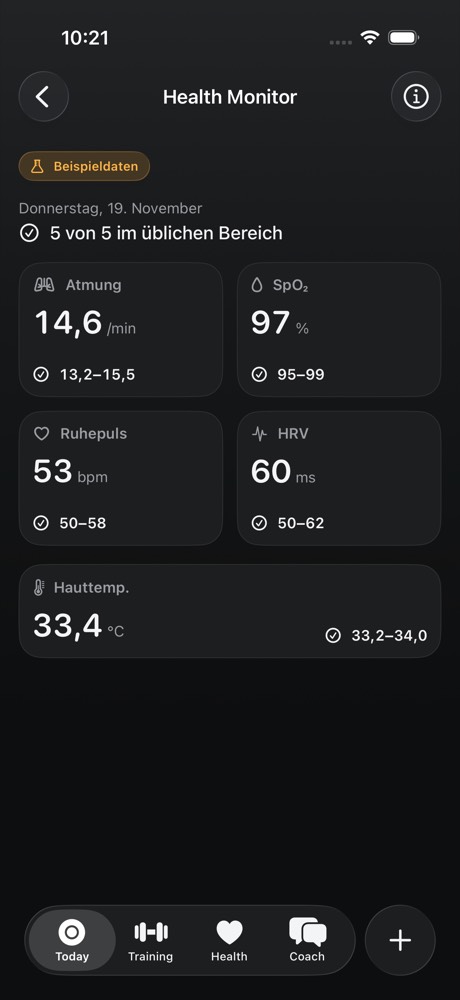 10:21
Health Monitor
Beispieldaten
Donnerstag, 19. November
5 von 5 im üblichen Bereich
Atmung
14,6 /min
13,2–15,5
SpO₂
97 %
95–99
Ruhepuls
53 bpm
50–58
HRV
60 ms
50–62
Hauttemp.
33,4 °C
33,2–34,0
Today
Training
Health
Coach